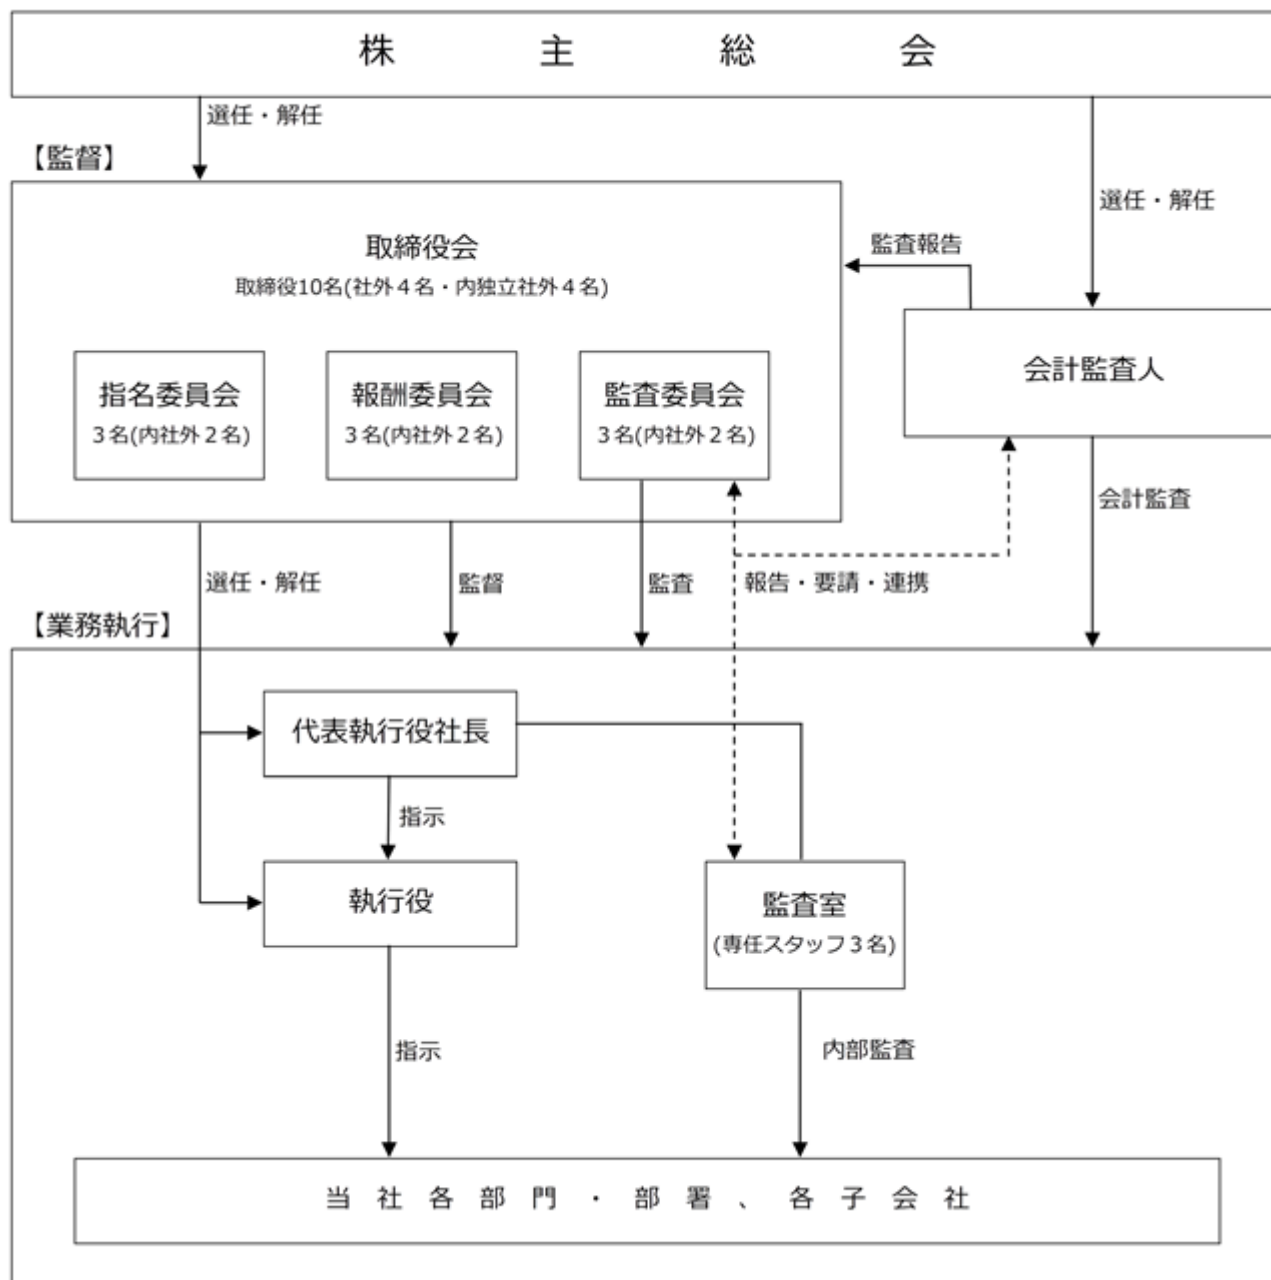 株主総会
選任・解任
【監督】
選任・解任
取締役会
取締役10名(社外４名・内独立社外４名)
監査報告
会計監査人
指名委員会
３名(内社外２名)
報酬委員会
３名(内社外２名)
監査委員会
３名(内社外２名)
会計監査
選任・解任
監督
監査
報告・要請・連携
【業務執行】
代表執行役社長
指示
執行役
監査室
(専任スタッフ３名)
指示
内部監査
当社各部門・部署、各子会社